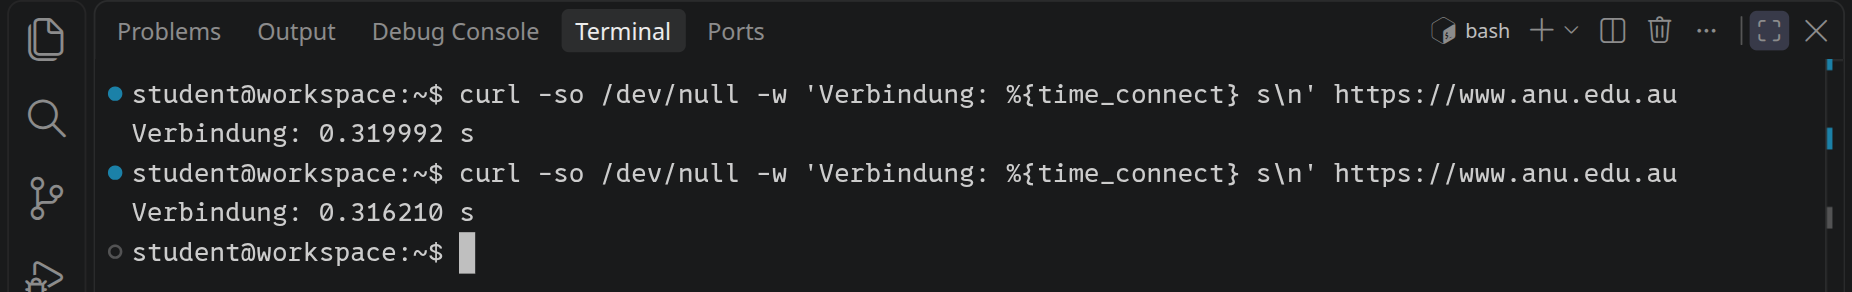 Problems Output Debug Console Terminal Ports bash
student@workspace:~$ curl -so /dev/null -w 'Verbindung: %{time_connect} s\n' https://www.anu.edu.au
Verbindung: 0.319992 s
student@workspace:~$ curl -so /dev/null -w 'Verbindung: %{time_connect} s\n' https://www.anu.edu.au
Verbindung: 0.316210 s
student@workspace:~$